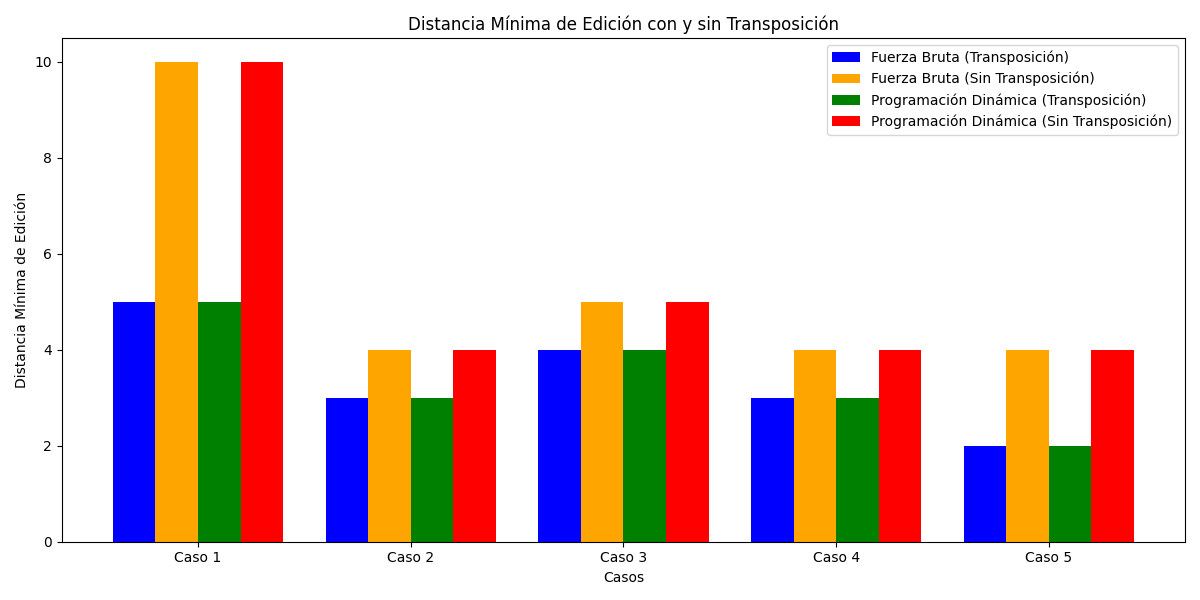 Distancia Mínima de Edición con y sin Transposición
Fuerza Bruta (Transposición)
Fuerza Bruta (Sin Transposición)
Programación Dinámica (Transposición)
Programación Dinámica (Sin Transposición)
Distancia Mínima de Edición
10
8
6
4
2
0
Caso 1
Caso 2
Caso 3
Caso 4
Caso 5
Casos